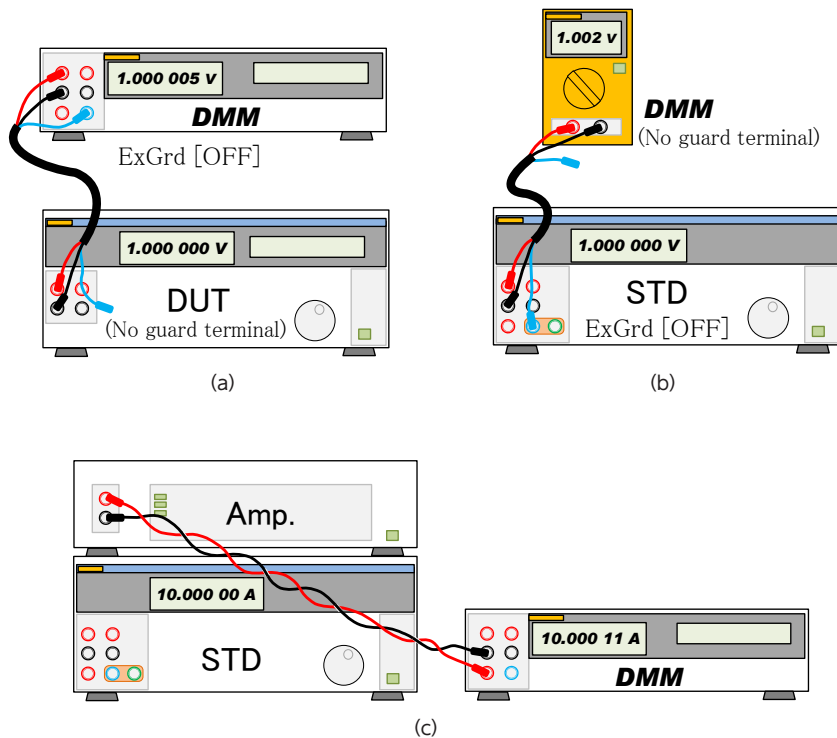 1.000 005 V
DMM
ExGrd [OFF]
1.000 000 V
DUT
(No guard terminal)
(a)
1.002 V
DMM
(No guard terminal)
1.000 000 V
STD
ExGrd [OFF]
(b)
Amp.
10.000 00 A
STD
10.000 11 A
DMM
(c)